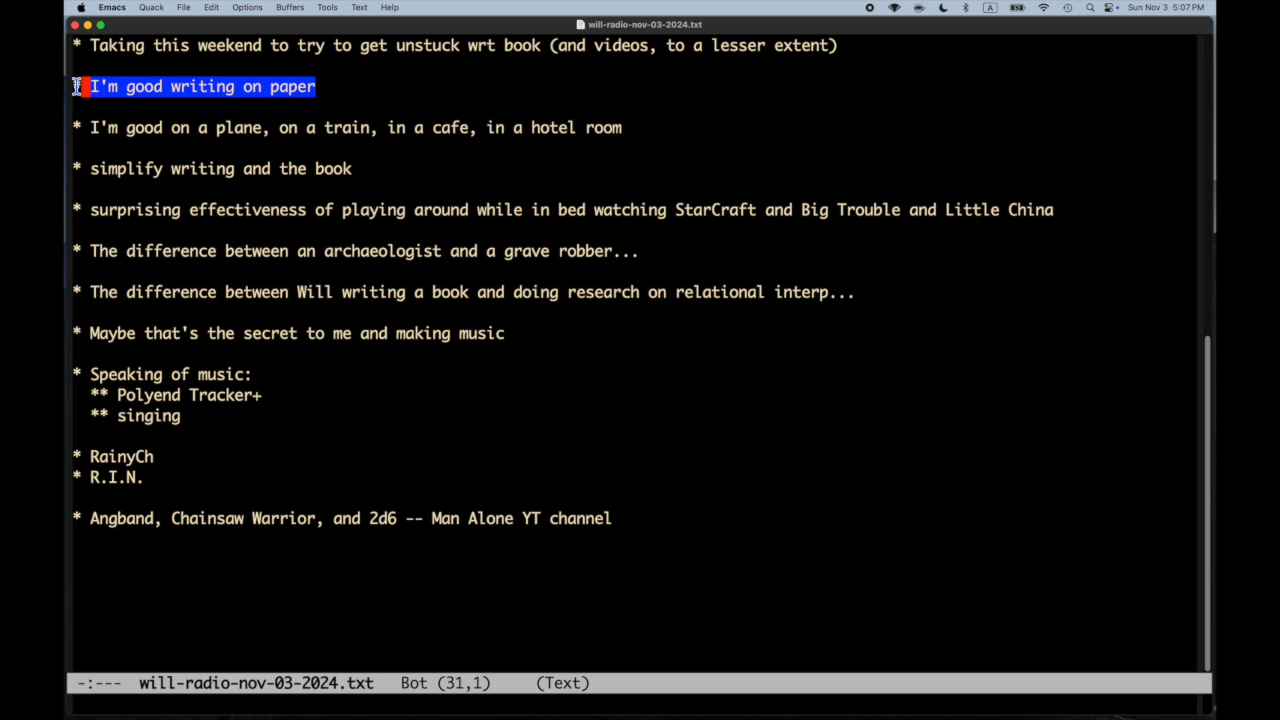 Emacs Quack File Edit Options Buffers Tools Text Help A Sun Nov 3 5:07 PM
will-radio-nov-03-2024.txt
* Taking this weekend to try to get unstuck wrt book (and videos, to a lesser extent)
* I'm good writing on paper
* I'm good on a plane, on a train, in a cafe, in a hotel room
* simplify writing and the book
* surprising effectiveness of playing around while in bed watching StarCraft and Big Trouble and Little China
* The difference between an archaeologist and a grave robber...
* The difference between Will writing a book and doing research on relational interp...
* Maybe that's the secret to me and making music
* Speaking of music:
** Polyend Tracker+
** singing
* RainyCh
* R.I.N.
* Angband, Chainsaw Warrior, and 2d6 -- Man Alone YT channel
-:--- will-radio-nov-03-2024.txt Bot (31,1) (Text)